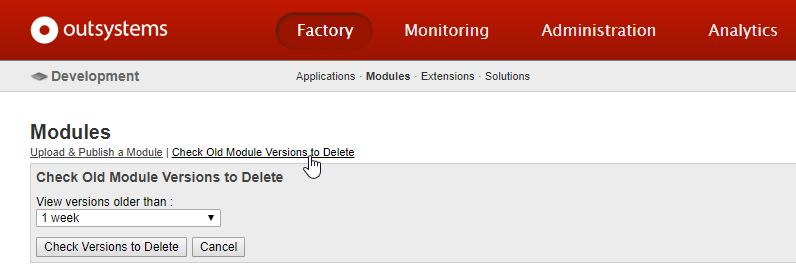 outsystems Factory Monitoring Administration Analytics
Development Applications · Modules · Extensions · Solutions
Modules
Upload & Publish a Module | Check Old Module Versions to Delete
Check Old Module Versions to Delete
View versions older than :
1 week
Check Versions to Delete Cancel